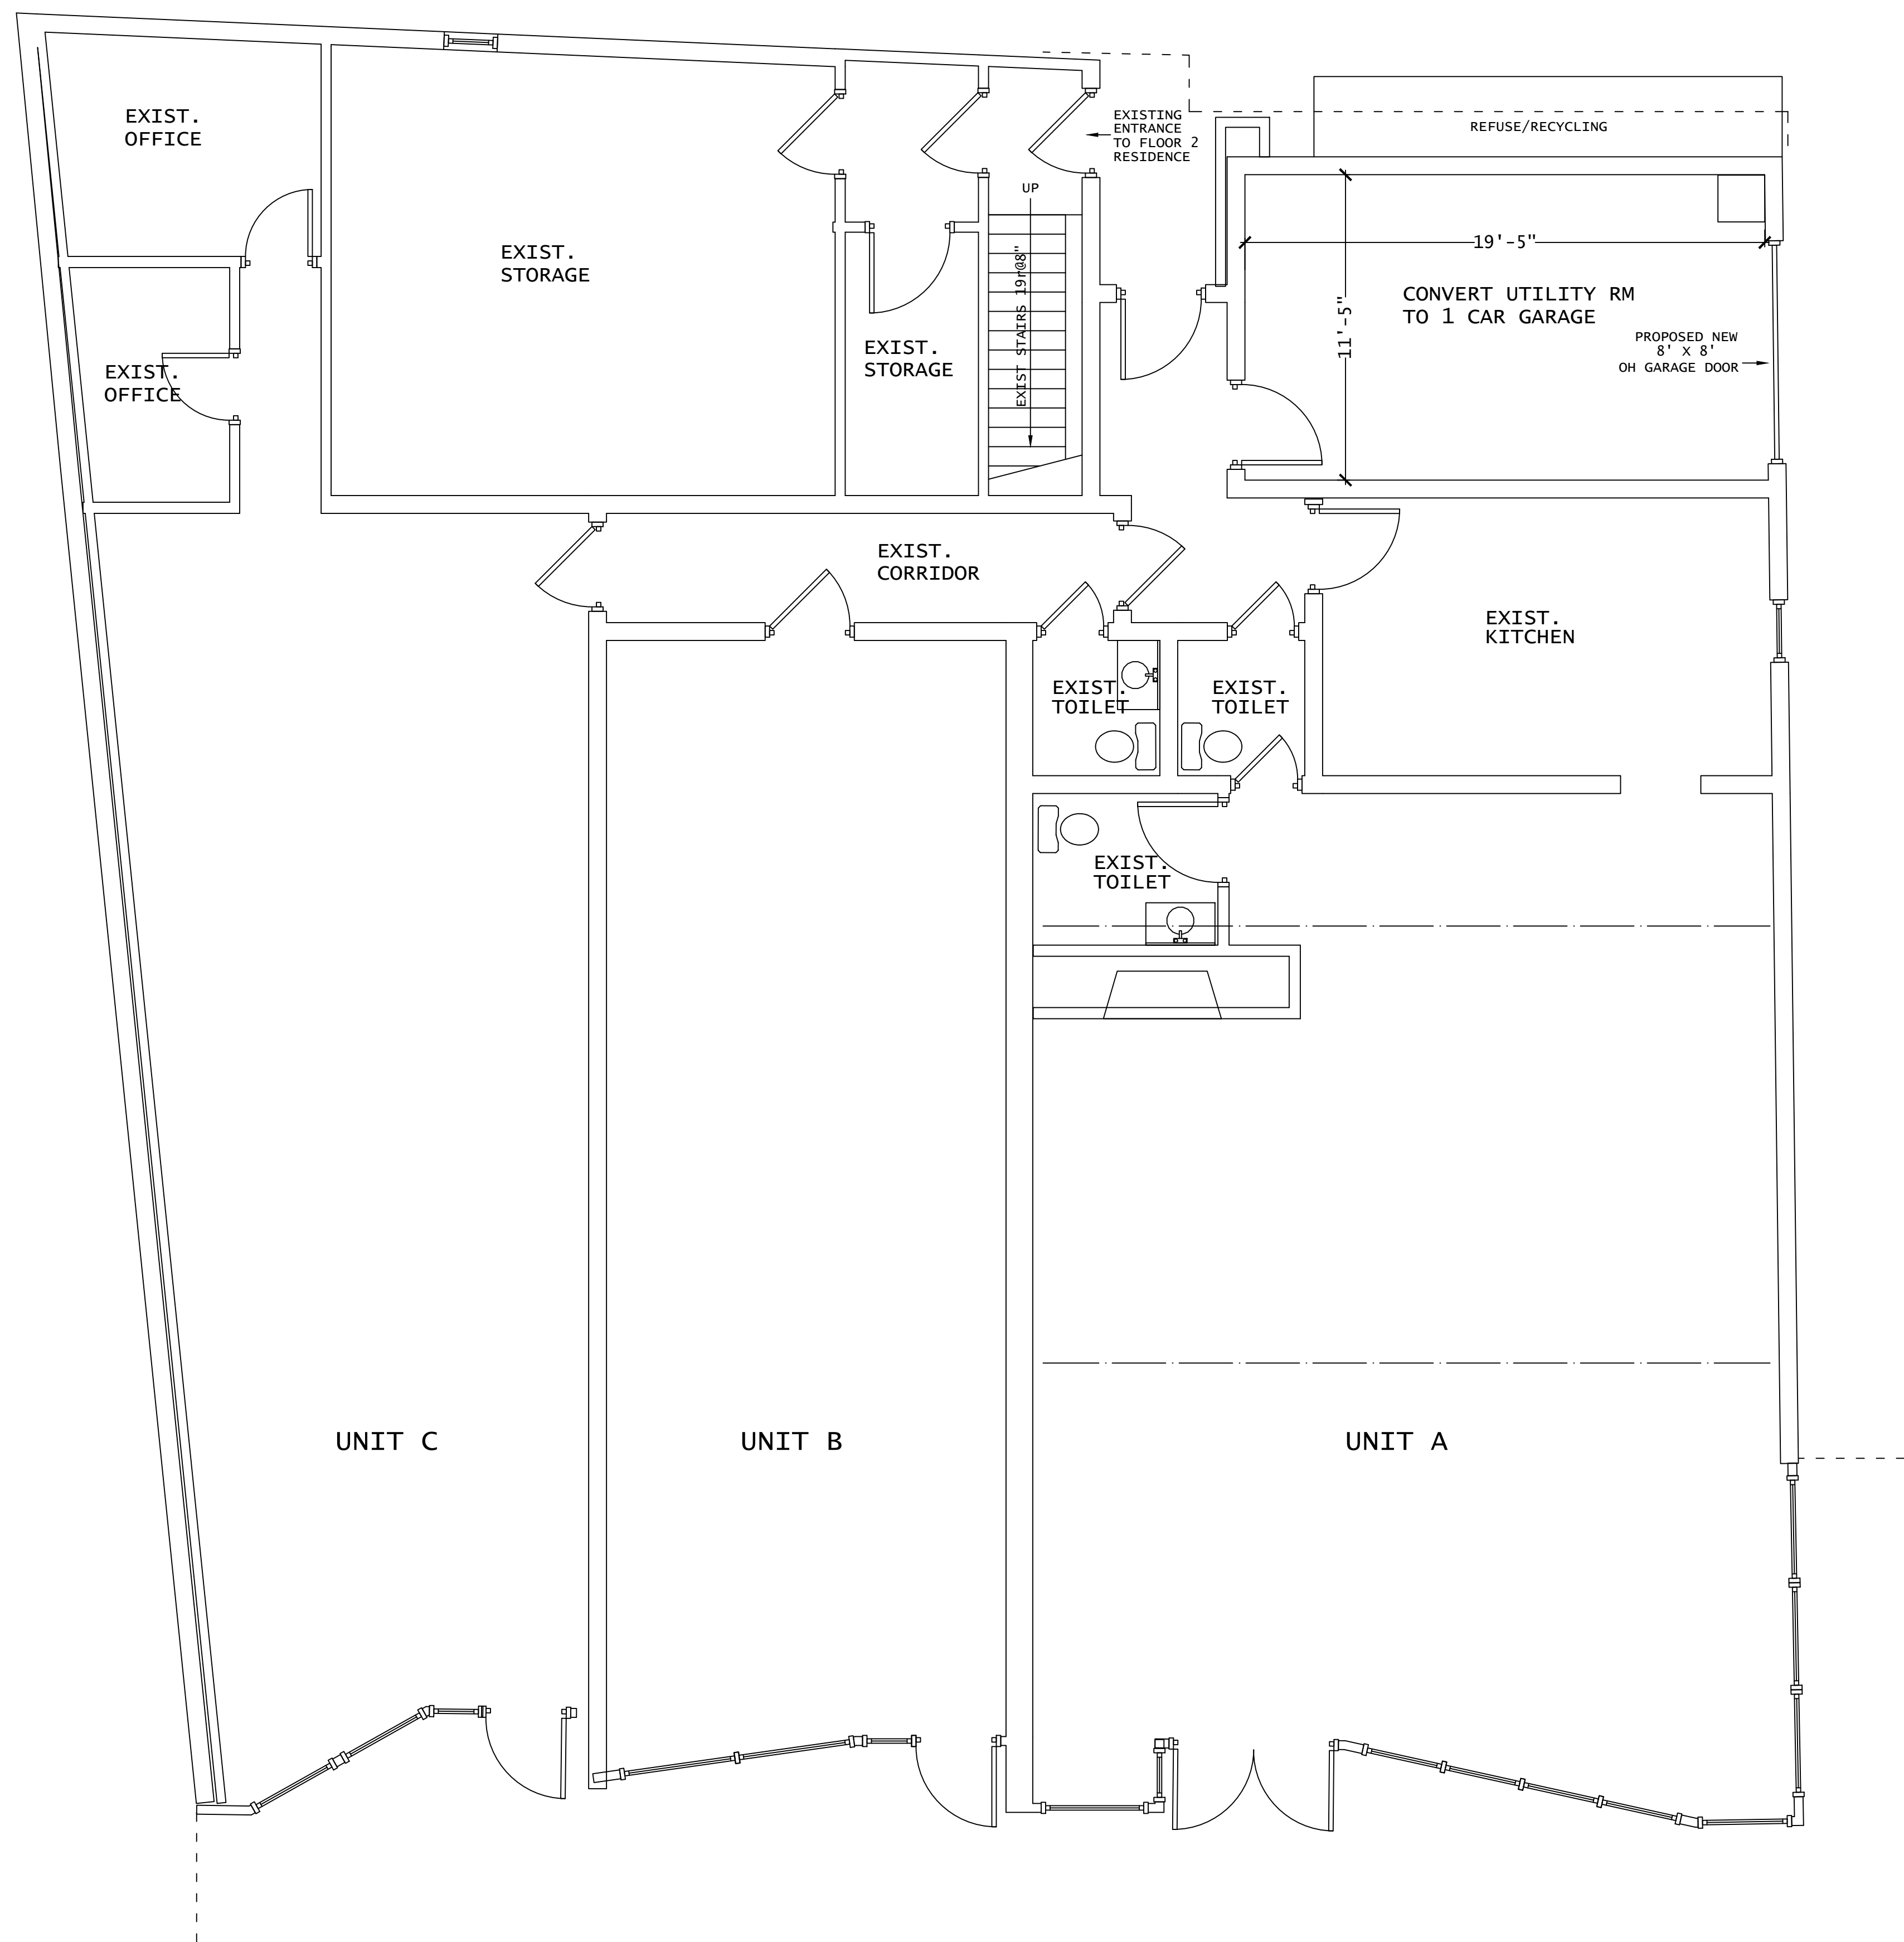 EXIST.
OFFICE
EXISTING
ENTRANCE
TO FLOOR 2
RESIDENCE
REFUSE/RECYCLING
UP
EXIST.
STORAGE
19'-5"
CONVERT UTILITY RM
TO 1 CAR GARAGE
11'-5"
PROPOSED NEW
8' X 8'
OH GARAGE DOOR
EXIST STAIRS 19r@8"
EXIST.
STORAGE
EXIST.
OFFICE
EXIST.
CORRIDOR
EXIST.
KITCHEN
EXIST.
TOILET
EXIST.
TOILET
EXIST.
TOILET
UNIT C
UNIT B
UNIT A